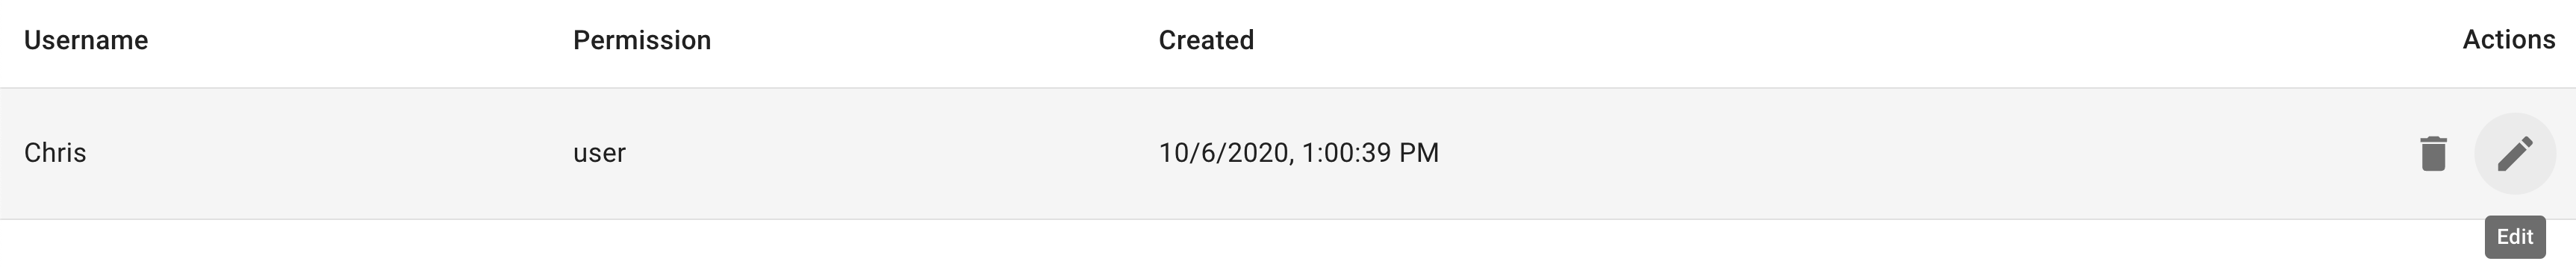 Username Permission Created Actions
Chris user 10/6/2020, 1:00:39 PM
Edit